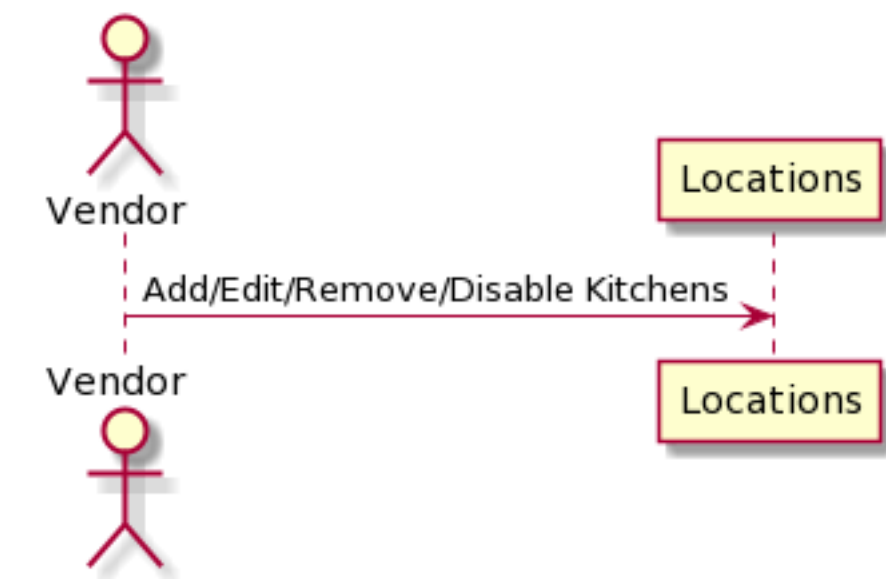 Vendor
Locations
Add/Edit/Remove/Disable Kitchens
Vendor
Locations